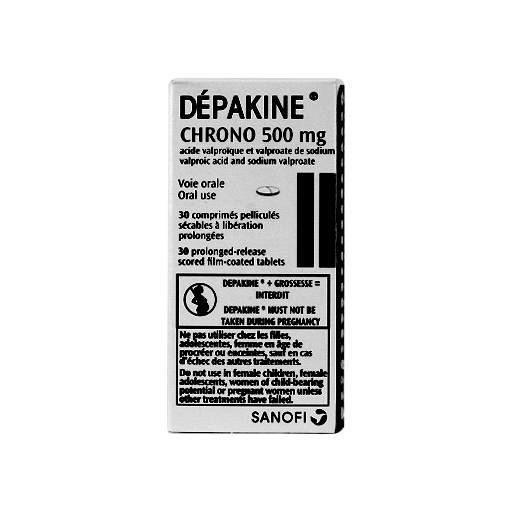 DÉPAKINE®
CHRONO 500 mg
acide valproïque et valproate de sodium
valproic acid and sodium valproate
Voie orale
Oral use
30 comprimés pelliculés
sécables à libération
prolongées
30 prolonged-release
scored film-coated tablets
DEPAKINE® + GROSSESSE =
INTERDIT
DEPAKINE® MUST NOT BE
TAKEN DURING PREGNANCY
Ne pas utiliser chez les filles,
adolescentes, femme en âge de
procréer ou enceintes, sauf en cas
d'échec des autres traitements.
Do not use in female children, female
adolescents, women of child-bearing
potential or pregnant women unless
other treatments have failed.
SANOFI